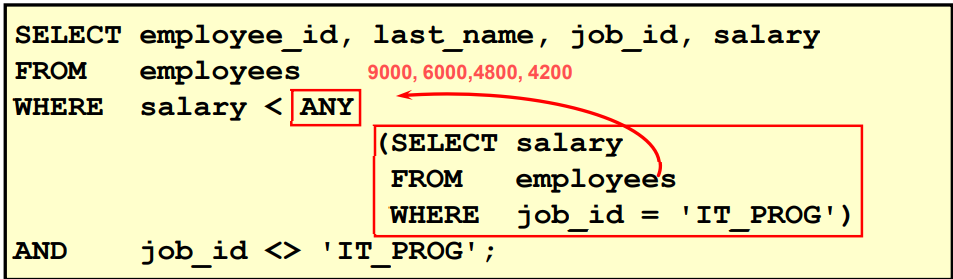 SELECT employee_id, last_name, job_id, salary
FROM employees 9000, 6000,4800, 4200
WHERE salary < ANY
(SELECT salary
FROM employees
WHERE job_id = 'IT_PROG')
AND job_id <> 'IT_PROG';